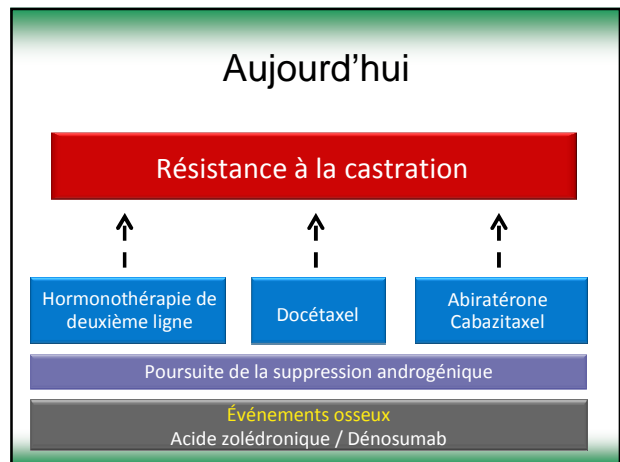 Aujourd'hui
Résistance à la castration
Hormonothérapie de
deuxième ligne
Docétaxel
Abiratérone
Cabazitaxel
Poursuite de la suppression androgénique
Événements osseux
Acide zolédronique / Dénosumab